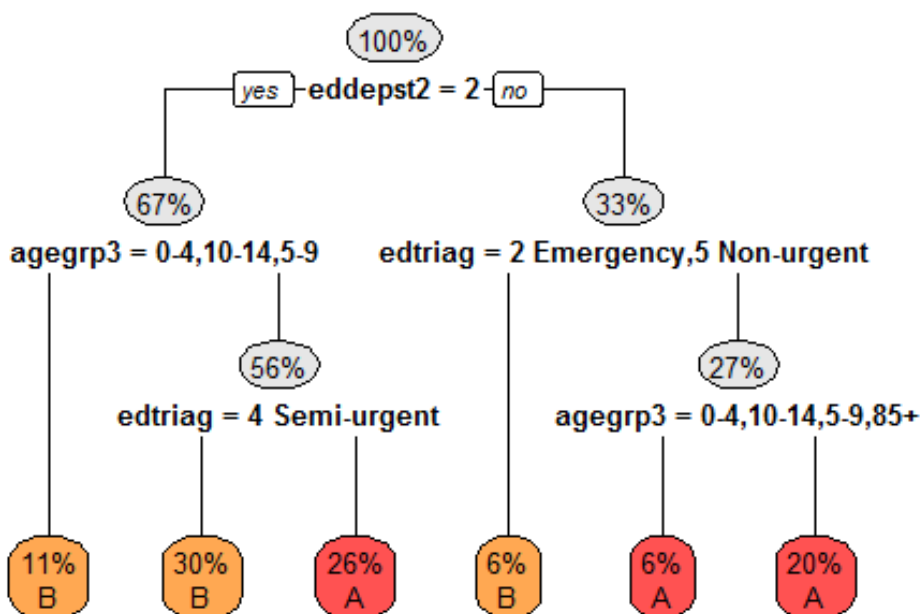 100%
yes eddepst2 = 2 no
67% 33%
agegrp3 = 0-4,10-14,5-9 edtriag = 2 Emergency,5 Non-urgent
56% 27%
edtriag = 4 Semi-urgent agegrp3 = 0-4,10-14,5-9,85+
11% 30% 26% 6% 6% 20%
B B A B A A